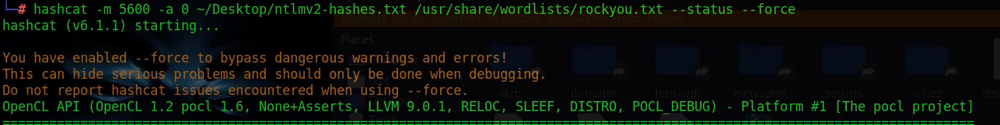 └─# hashcat -m 5600 -a 0 ~/Desktop/ntlmv2-hashes.txt /usr/share/wordlists/rockyou.txt --status --force
hashcat (v6.1.1) starting...
Places
You have enabled --force to bypass dangerous warnings and errors!
This can hide serious problems and should only be done when debugging.
Do not report hashcat issues encountered when using --force.
dirb dirbuster fern-wifi metasploit seclists wfuzz
OpenCL API (OpenCL 1.2 pocl 1.6, None+Asserts, LLVM 9.0.1, RELOC, SLEEF, DISTRO, POCL_DEBUG) - Platform #1 [The pocl project]